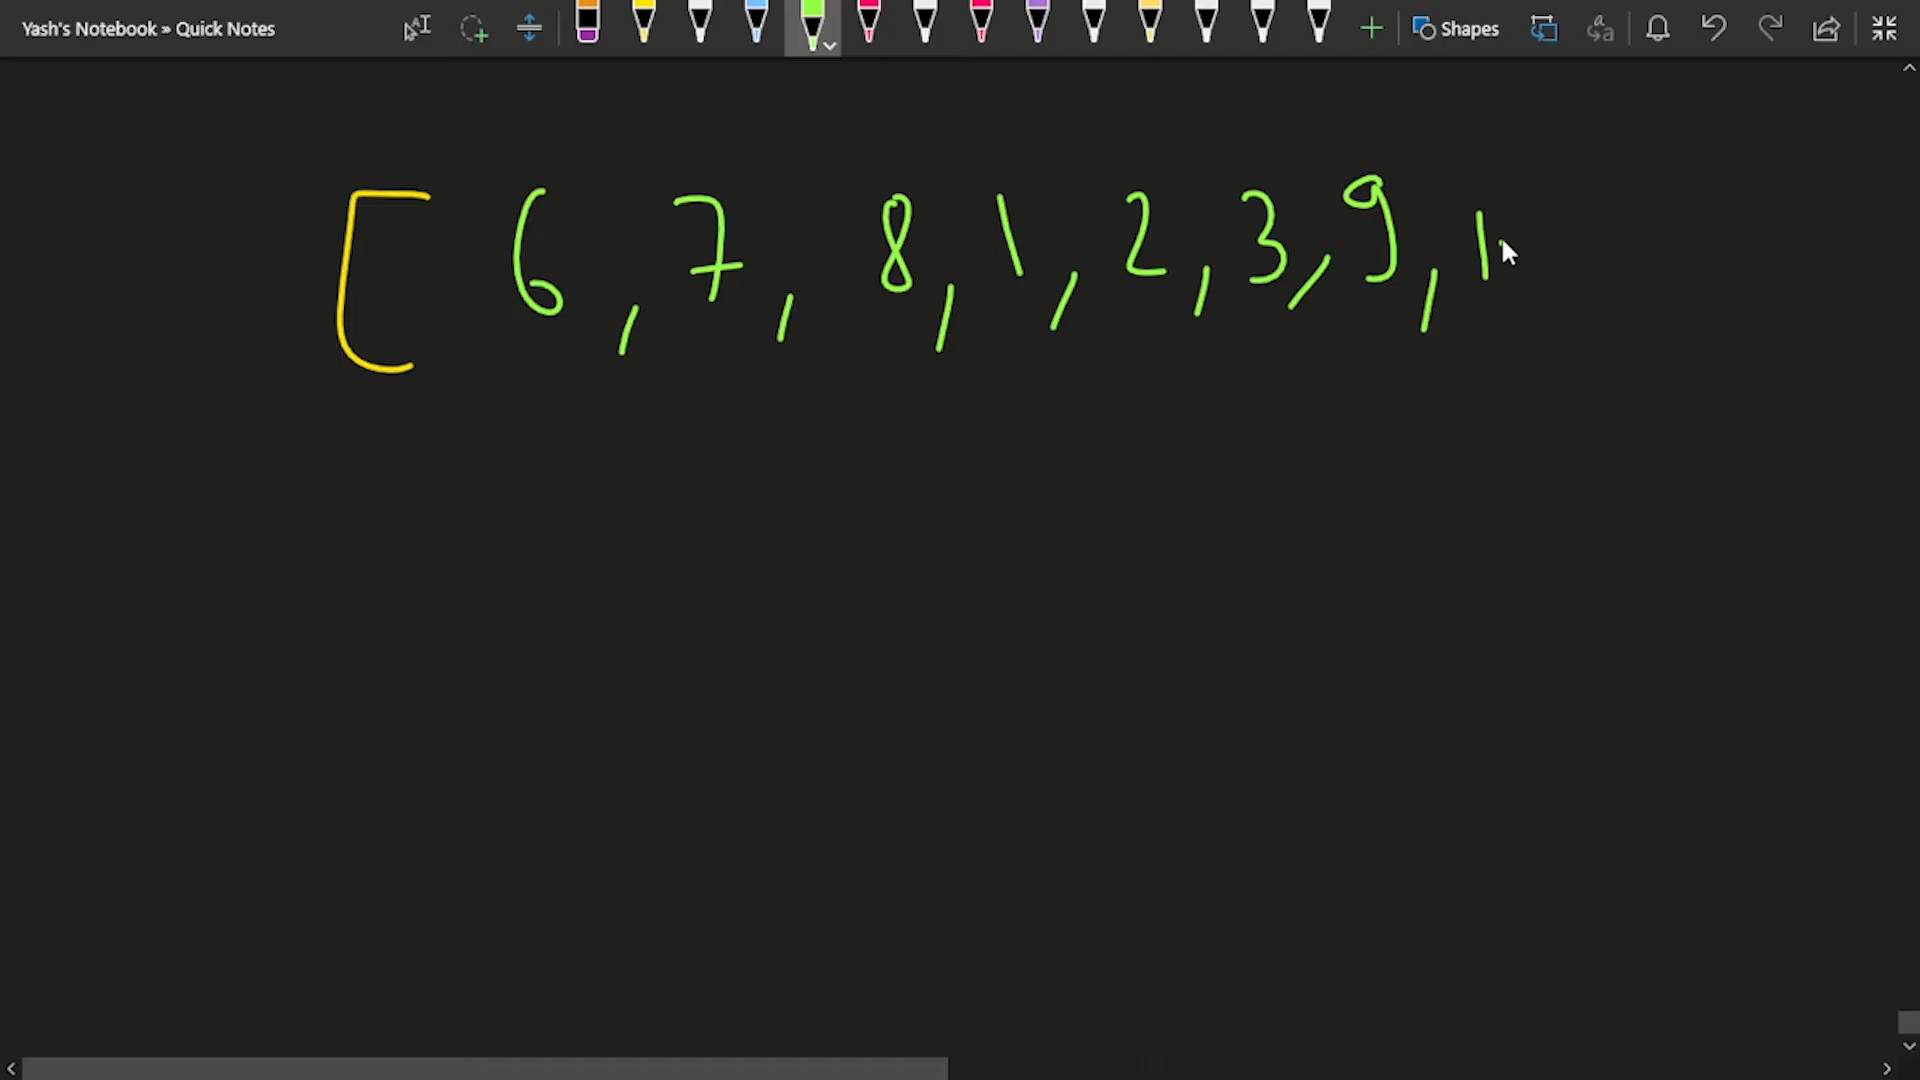 Yash's Notebook » Quick Notes
Shapes
[ 6, 7, 8, 1, 2, 3, 9, 1